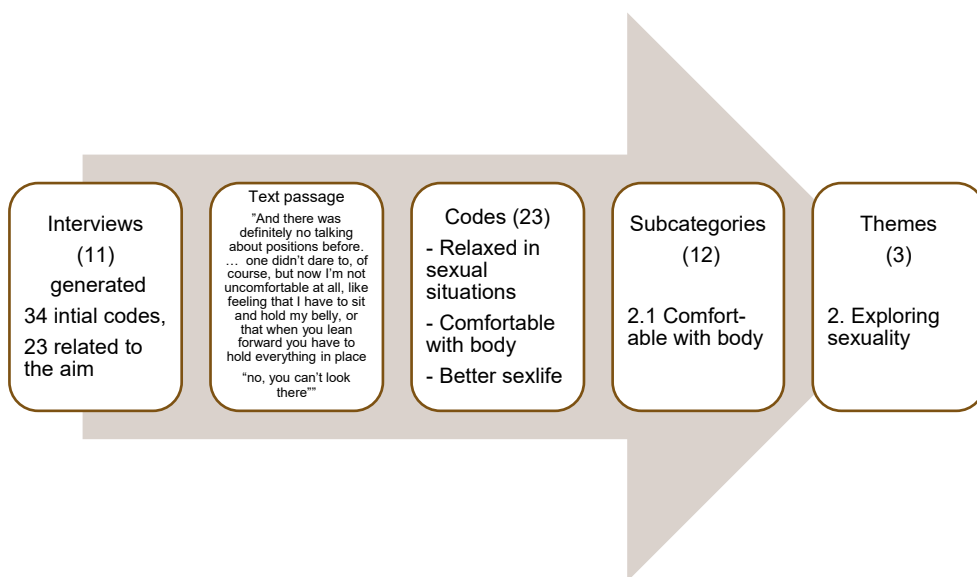 Interviews
(11)
generated
34 intial codes,
23 related to
the aim
Text passage
"And there was
definitely no talking
about positions before.
… one didn't dare to, of
course, but now I'm not
uncomfortable at all, like
feeling that I have to sit
and hold my belly, or
that when you lean
forward you have to
hold everything in place
"no, you can't look
there""
Codes (23)
- Relaxed in
sexual
situations
- Comfortable
with body
- Better sexlife
Subcategories
(12)
2.1 Comfort-
able with body
Themes
(3)
2. Exploring
sexuality